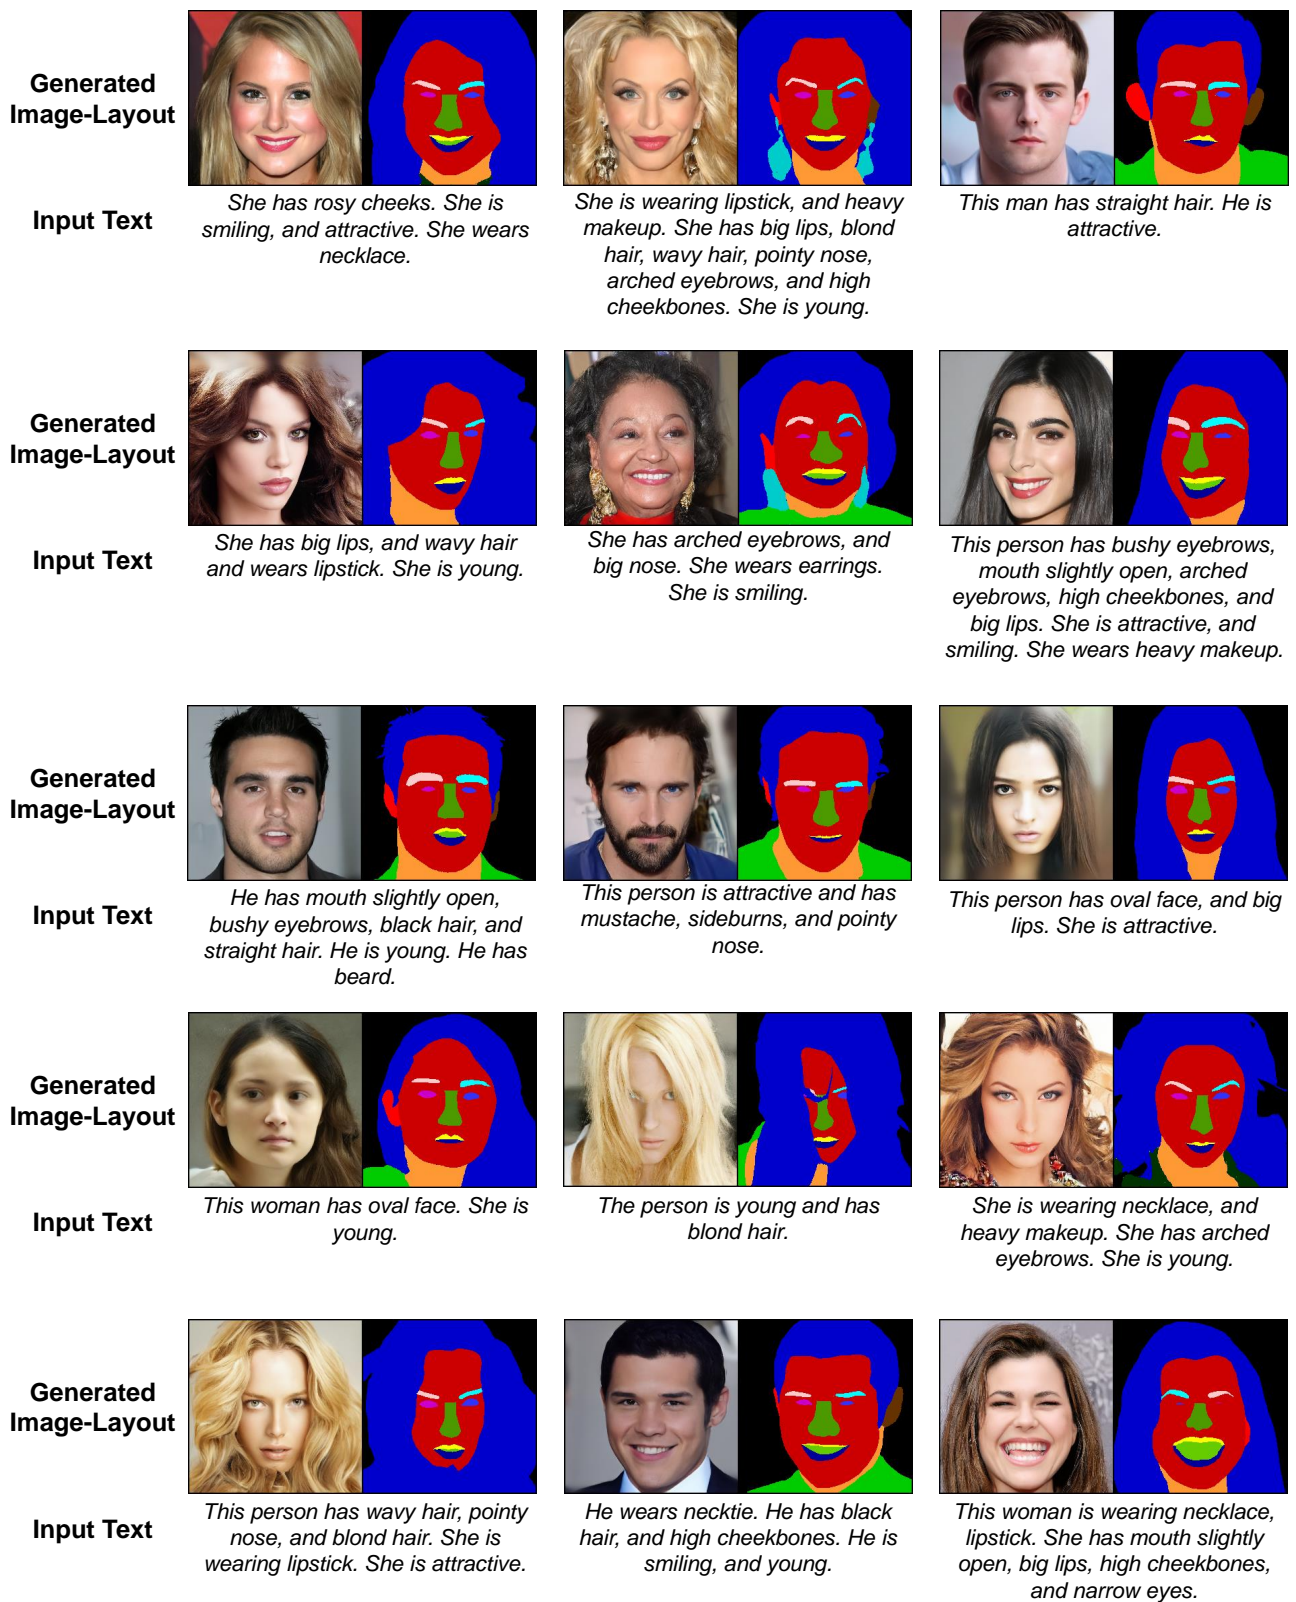 Generated
Image-Layout
Input Text
She has rosy cheeks. She is
smiling, and attractive. She wears
necklace.
She is wearing lipstick, and heavy
makeup. She has big lips, blond
hair, wavy hair, pointy nose,
arched eyebrows, and high
cheekbones. She is young.
This man has straight hair. He is
attractive.
Generated
Image-Layout
Input Text
She has big lips, and wavy hair
and wears lipstick. She is young.
She has arched eyebrows, and
big nose. She wears earrings.
She is smiling.
This person has bushy eyebrows,
mouth slightly open, arched
eyebrows, high cheekbones, and
big lips. She is attractive, and
smiling. She wears heavy makeup.
Generated
Image-Layout
Input Text
He has mouth slightly open,
bushy eyebrows, black hair, and
straight hair. He is young. He has
beard.
This person is attractive and has
mustache, sideburns, and pointy
nose.
This person has oval face, and big
lips. She is attractive.
Generated
Image-Layout
Input Text
This woman has oval face. She is
young.
The person is young and has
blond hair.
She is wearing necklace, and
heavy makeup. She has arched
eyebrows. She is young.
Generated
Image-Layout
Input Text
This person has wavy hair, pointy
nose, and blond hair. She is
wearing lipstick. She is attractive.
He wears necktie. He has black
hair, and high cheekbones. He is
smiling, and young.
This woman is wearing necklace,
lipstick. She has mouth slightly
open, big lips, high cheekbones,
and narrow eyes.